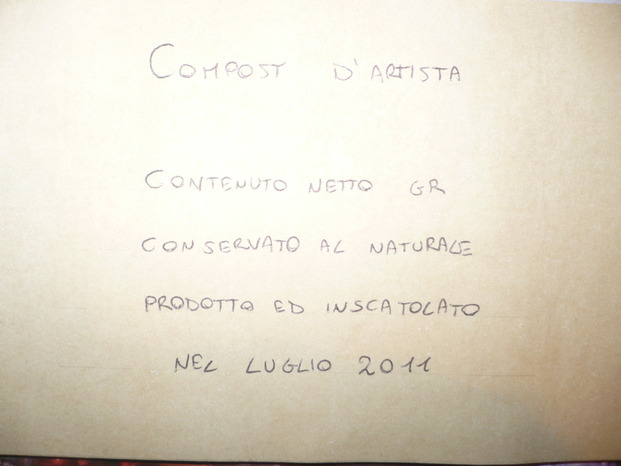 COMPOST D'ARTISTA
CONTENUTO NETTO GR
CONSERVATO AL NATURALE
PRODOTTO ED INSCATOLATO
NEL LUGLIO 2011